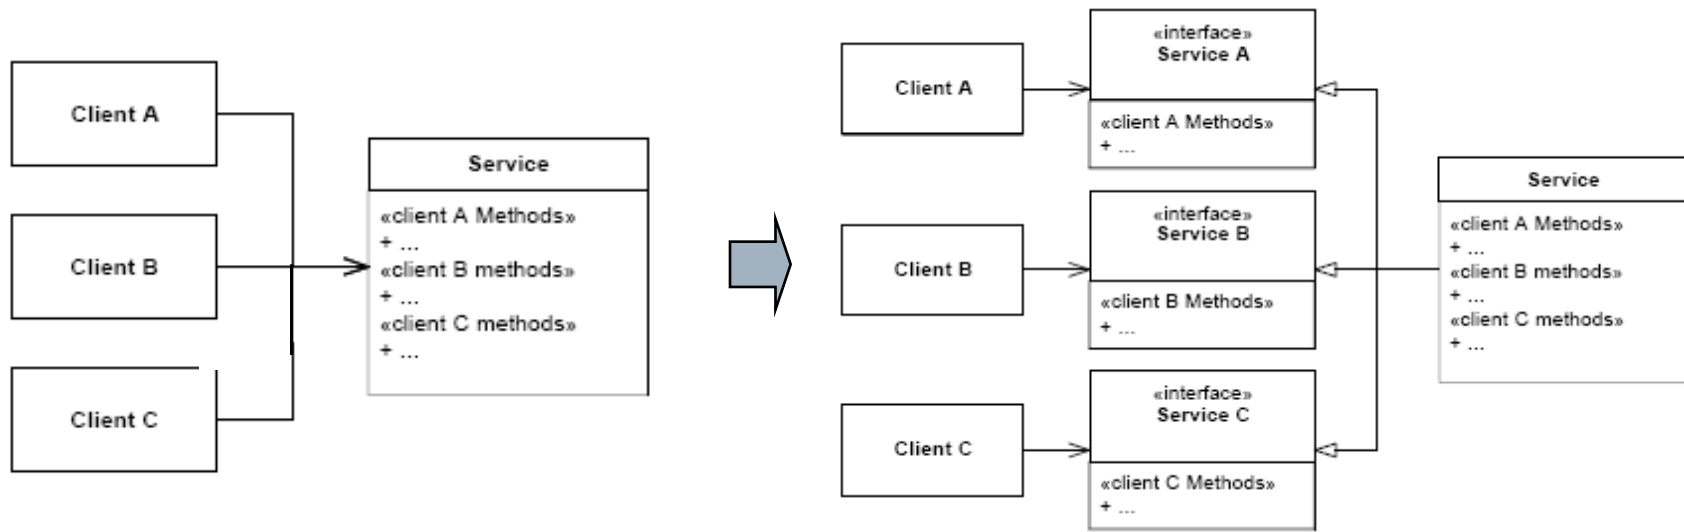 Client A
Client B
Client C
Service
«client A Methods»
+ ...
«client B methods»
+ ...
«client C methods»
+ ...
Client A
Client B
Client C
«interface»
Service A
«client A Methods»
+ ...
«interface»
Service B
«client B Methods»
+ ...
«interface»
Service C
«client C Methods»
+ ...
Service
«client A Methods»
+ ...
«client B methods»
+ ...
«client C methods»
+ ...